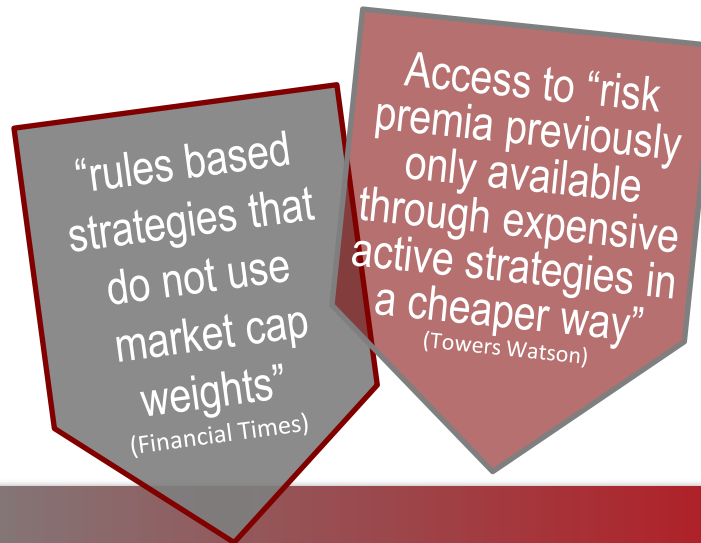 “rules based
strategies that
do not use
market cap
weights”
(Financial Times)
Access to “risk
premia previously
only available
through expensive
active strategies in
a cheaper way”
(Towers Watson)